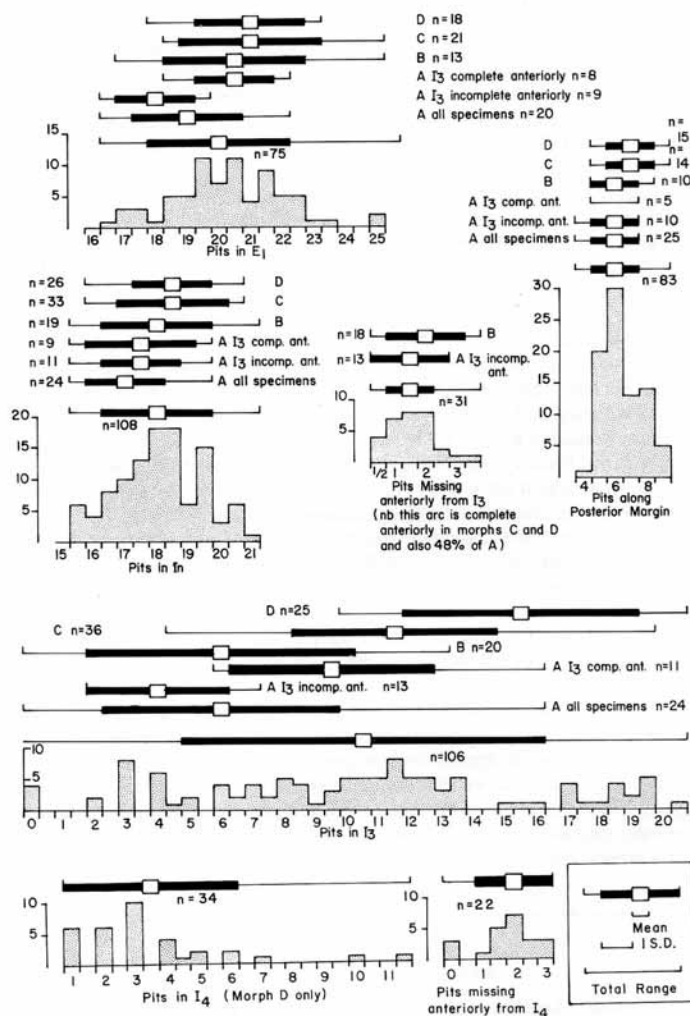 D n=18
C n=21
B n=13
A I3 complete anteriorly n=8
A I3 incomplete anteriorly n=9
A all specimens n=20
15
10
5
n=75
16 17 18 19 20 21 22 23 24 25
Pits in E1
n=
15
n=
D
C 14
B n=10
A I3 comp. ant. n=5
A I3 incomp. ant. n=10
A all specimens n=25
n=83
30
20
10
4 6 8
Pits along
Posterior Margin
n=26 D
n=33 C
n=19 B
n=9 A I3 comp. ant.
n=11 A I3 incomp. ant.
n=24 A all specimens
20
n=108
15
10
5
15 16 17 18 19 20 21
Pits in In
n=18 B
n=13 A I3 incomp.
ant.
n=31
10
5
1/2 1 2 3
Pits Missing
anteriorly from I3
(nb this arc is complete
anteriorly in morphs C and D
and also 48% of A)
D n=25
C n=36
B n=20
A I3 comp. ant. n=11
A I3 incomp. ant. n=13
A all specimens n=24
n=106
10
5
0 1 1 2 3 4 5 6 7 8 9 10 11 12 13 14 15 16 17 18 19 20 21
Pits in I3
n=34
10
5
1 2 3 4 5 6 7 8 9 10 11
Pits in I4 (Morph D only)
n=22
10
5
0 1 2 3
Pits missing
anteriorly from I4
Mean
1 S.D.
Total Range